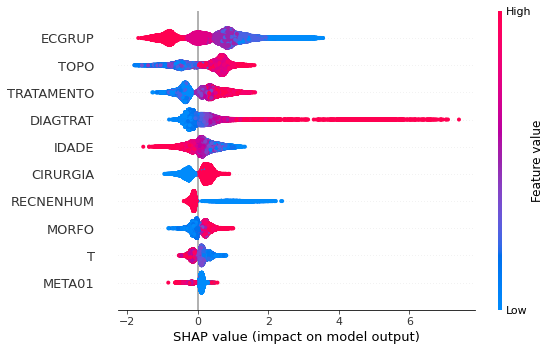 High
ECGRUP
TOPO
TRATAMENTO
DIAGTRAT
IDADE
CIRURGIA
RECNENHUM
MORFO
T
META01
Feature value
Low
−2 0 2 4 6
SHAP value (impact on model output)